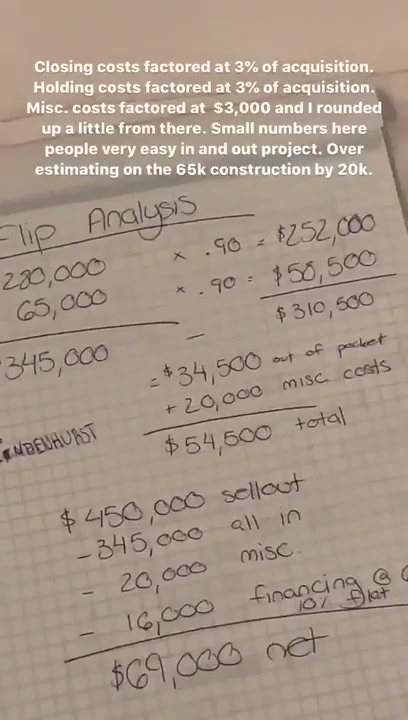 Closing costs factored at 3% of acquisition.
Holding costs factored at 3% of acquisition.
Misc. costs factored at $3,000 and I rounded
up a little from there. Small numbers here
people very easy in and out project. Over
estimating on the 65k construction by 20k.
Flip Analysis
280,000 × .90 = $252,000
65,000 × .90 = $58,500
$310,500
345,000 —
= $34,500 out of pocket
+ 20,000 misc costs
$54,500 total
$450,000 sellout
- 345,000 all in
- 20,000 misc.
- 16,000 financing @
10% flat
$69,000 net